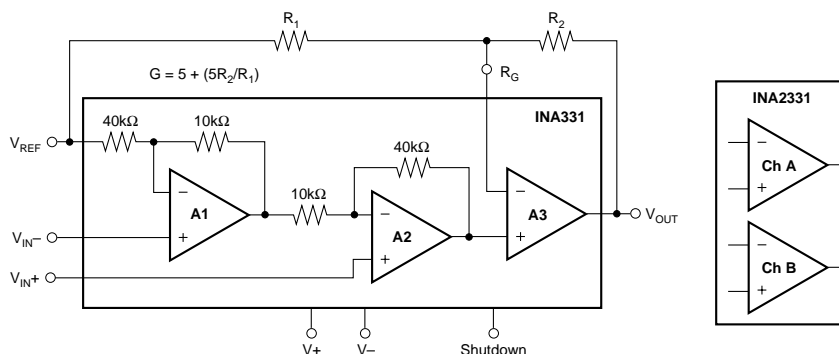 R1
R2
G = 5 + (5R2/R1)
RG
INA331
INA2331
40kΩ
10kΩ
40kΩ
VREF
Ch A
−
+
−
A1
+
10kΩ
−
A2
+
−
A3
+
VOUT
VIN−
VIN+
Ch B
−
+
V+
V−
Shutdown